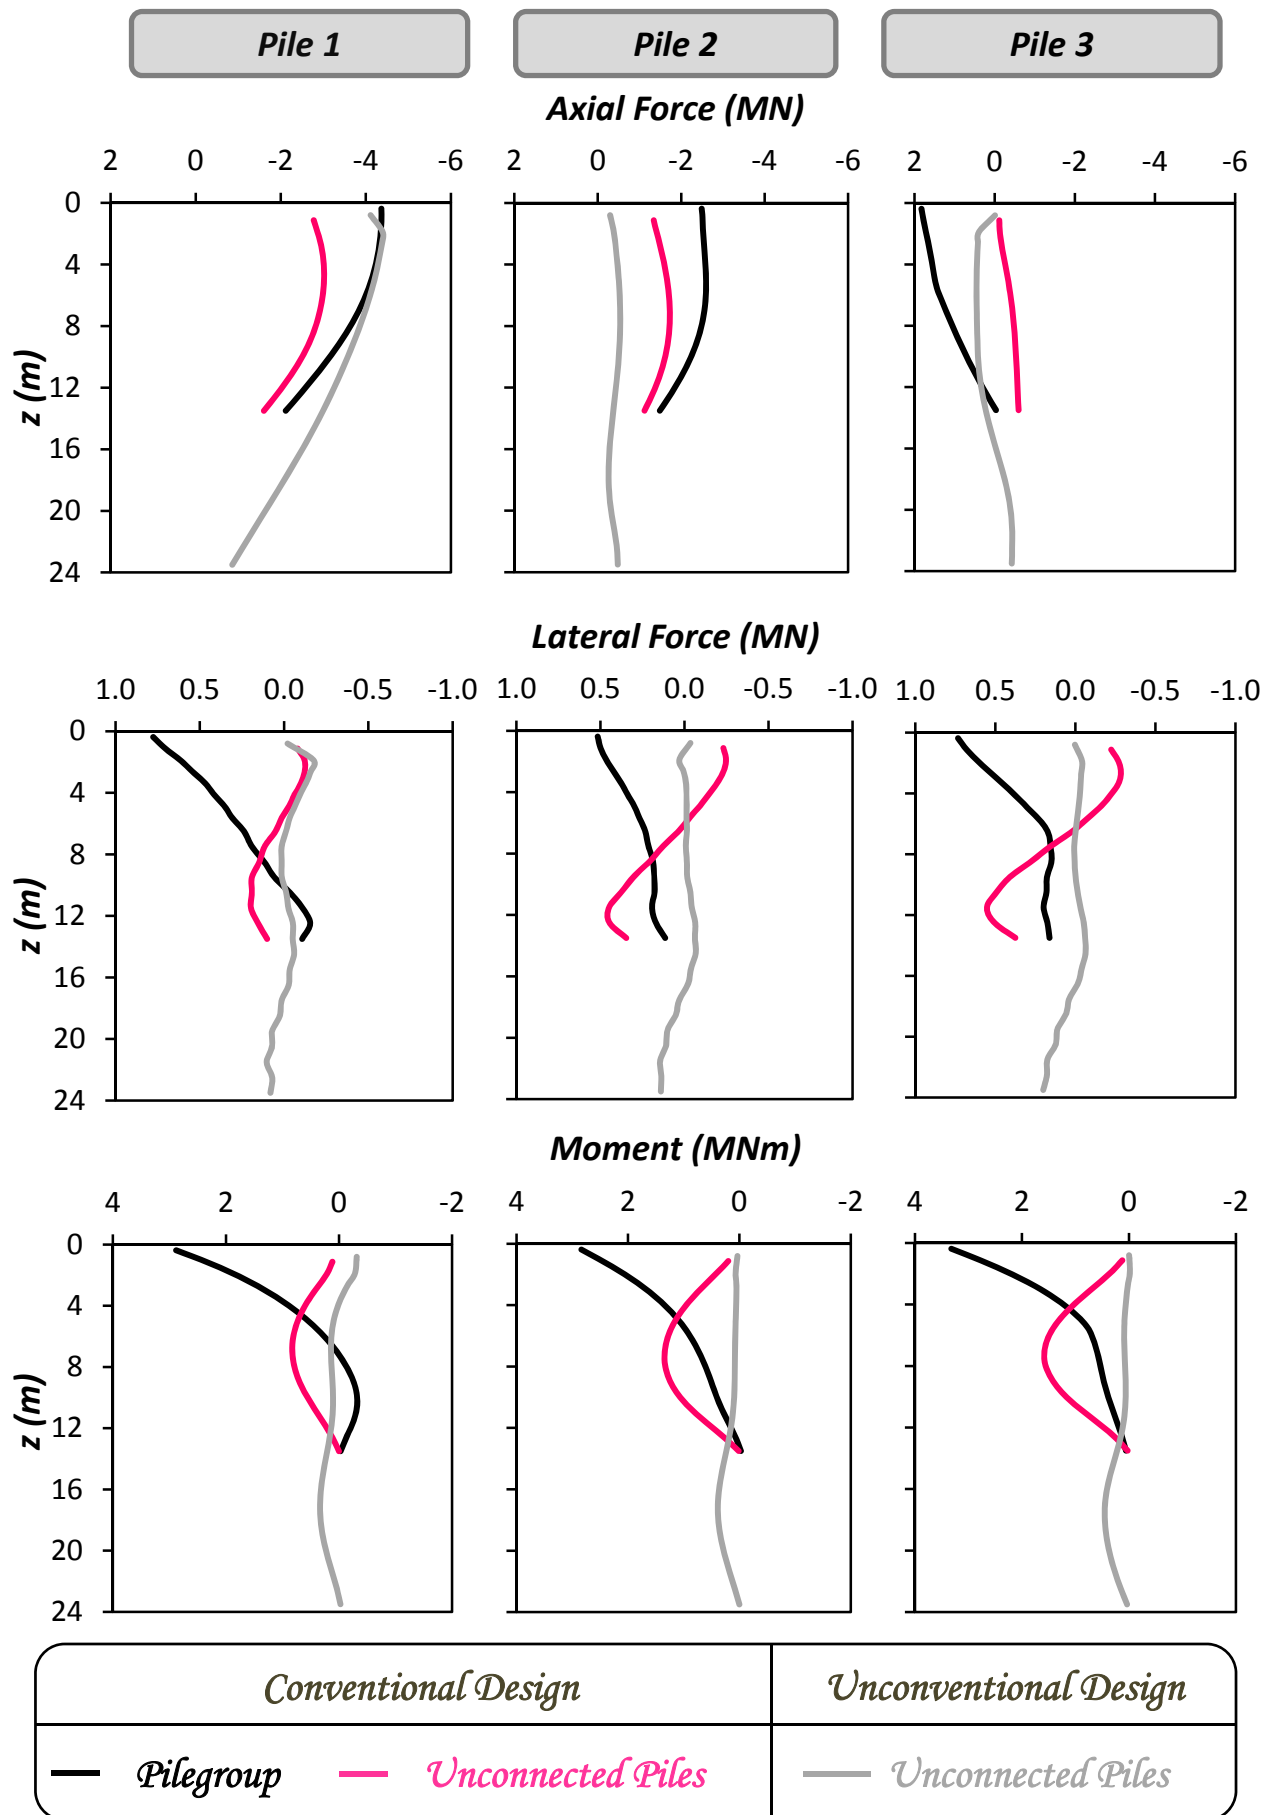 Pile 1 Pile 2 Pile 3
Axial Force (MN)
2 0 -2 -4 -6 2 0 -2 -4 -6 2 0 -2 -4 -6
0
4
8
12
16
20
24
z (m)
Lateral Force (MN)
1.0 0.5 0.0 -0.5 -1.0 1.0 0.5 0.0 -0.5 -1.0 1.0 0.5 0.0 -0.5 -1.0
0
4
8
12
16
20
24
z (m)
Moment (MNm)
4 2 0 -2 4 2 0 -2 4 2 0 -2
0
4
8
12
16
20
24
z (m)
Conventional Design Unconventional Design
Pilegroup Unconnected Piles Unconnected Piles